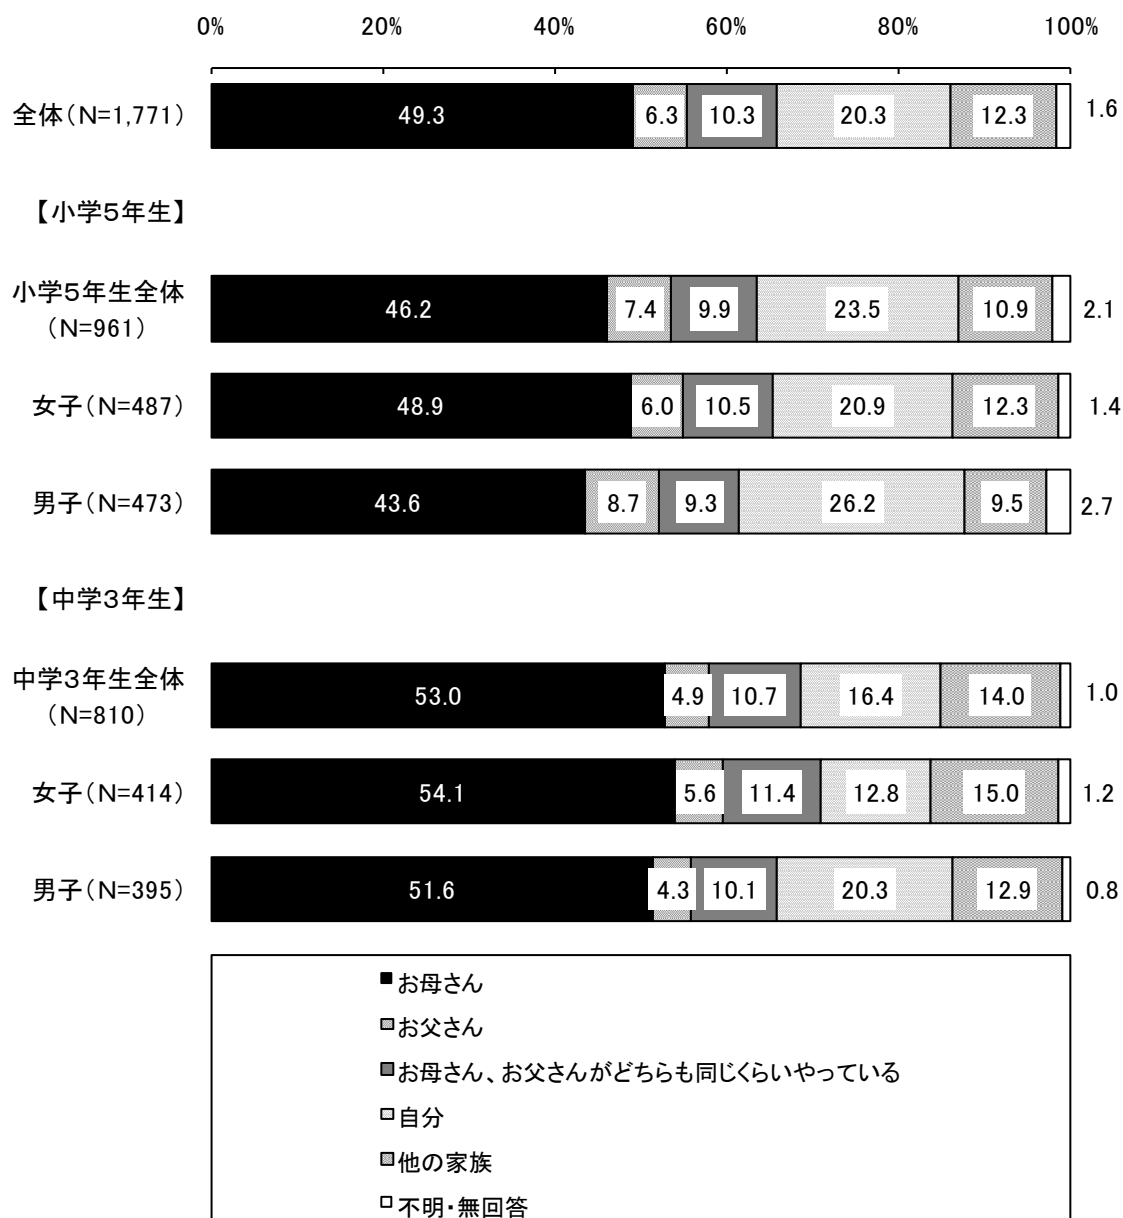 0% 20% 40% 60% 80% 100%
全体(N=1,771) 49.3 6.3 10.3 20.3 12.3 1.6
【小学5年生】
小学5年生全体
(N=961) 46.2 7.4 9.9 23.5 10.9 2.1
女子(N=487) 48.9 6.0 10.5 20.9 12.3 1.4
男子(N=473) 43.6 8.7 9.3 26.2 9.5 2.7
【中学3年生】
中学3年生全体
(N=810) 53.0 4.9 10.7 16.4 14.0 1.0
女子(N=414) 54.1 5.6 11.4 12.8 15.0 1.2
男子(N=395) 51.6 4.3 10.1 20.3 12.9 0.8
お母さん
お父さん
お母さん、お父さんがどちらも同じくらいやっている
自分
他の家族
不明・無回答